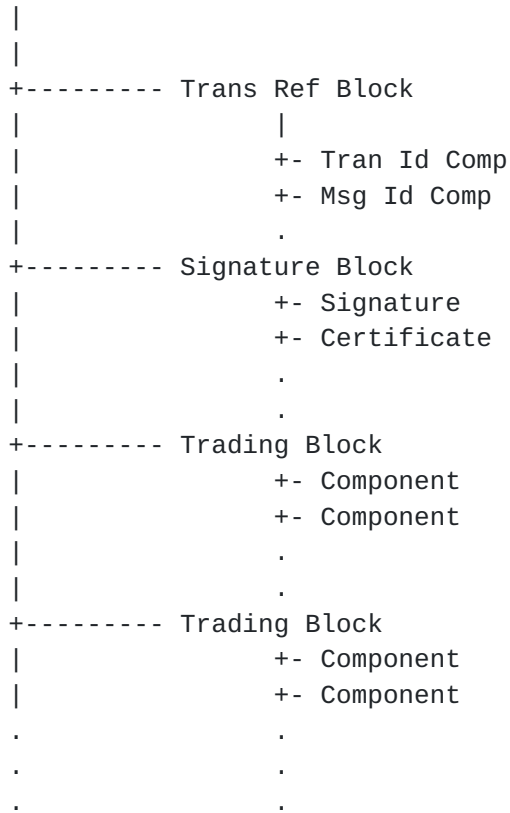 |
|
+--------- Trans Ref Block
|               |
|               +- Tran Id Comp
|               +- Msg Id Comp
|               .
+--------- Signature Block
|               +- Signature
|               +- Certificate
|               .
|               .
+--------- Trading Block
|               +- Component
|               +- Component
|               .
|               .
+--------- Trading Block
|               +- Component
|               +- Component
.               .
.               .
.               .